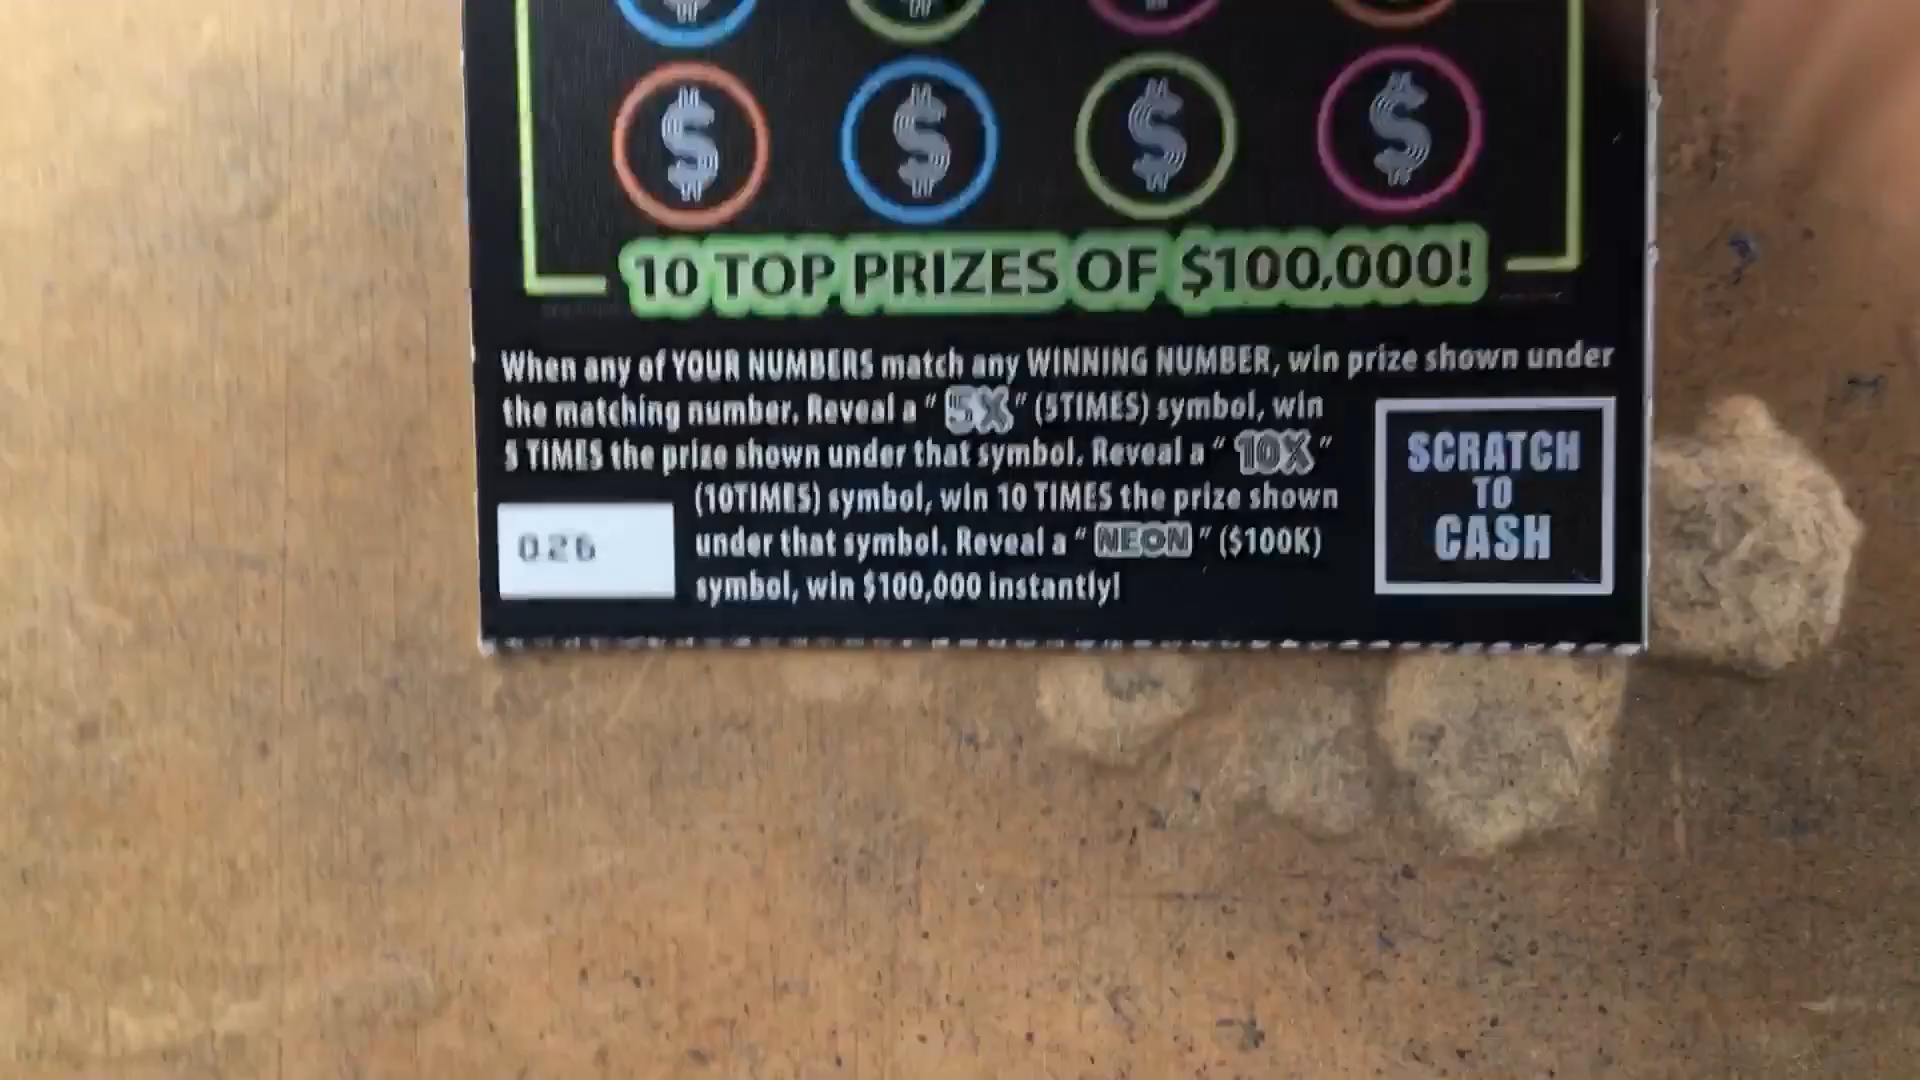 $ $ $ $
10 TOP PRIZES OF $100,000!
When any of YOUR NUMBERS match any WINNING NUMBER, win prize shown under
the matching number. Reveal a "5X" (5TIMES) symbol, win
5 TIMES the prize shown under that symbol. Reveal a "10X"
(10TIMES) symbol, win 10 TIMES the prize shown
under that symbol. Reveal a "NEON" ($100K)
symbol, win $100,000 instantly!
026
SCRATCH
TO
CASH